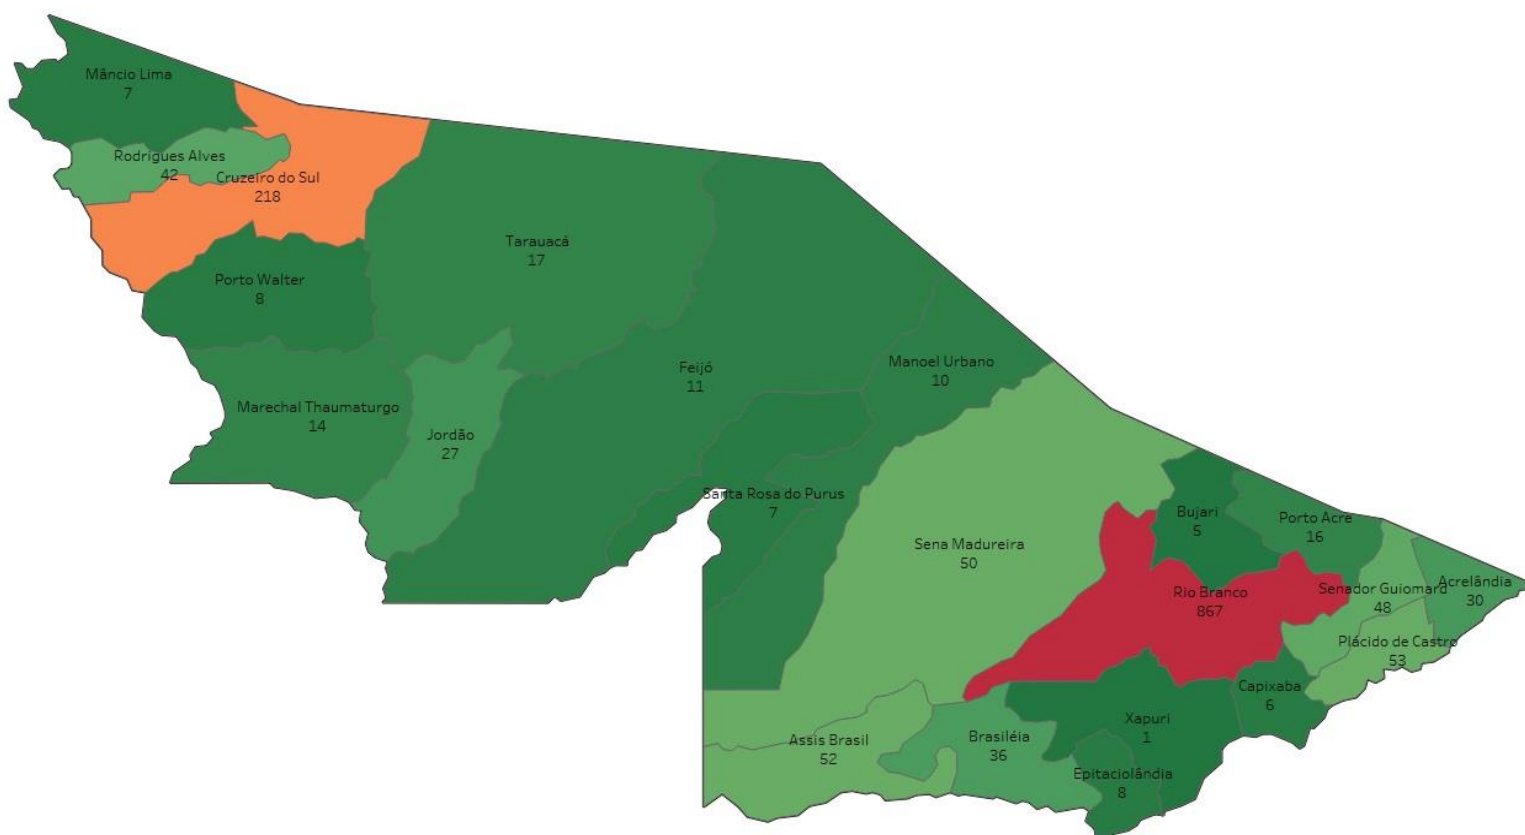 Mâncio Lima
7
Rodrigues Alves
42
Cruzeiro do Sul
218
Tarauacá
17
Porto Walter
8
Feijó
11
Manoel Urbano
10
Marechal Thaumaturgo
14
Jordão
27
Santa Rosa do Purus
7
Sena Madureira
50
Bujari
5
Porto Acre
16
Rio Branco
867
Senador Guiomard
48
Acrelândia
30
Plácido de Castro
53
Capixaba
6
Xapuri
1
Assis Brasil
52
Brasiléia
36
Epitaciolândia
8